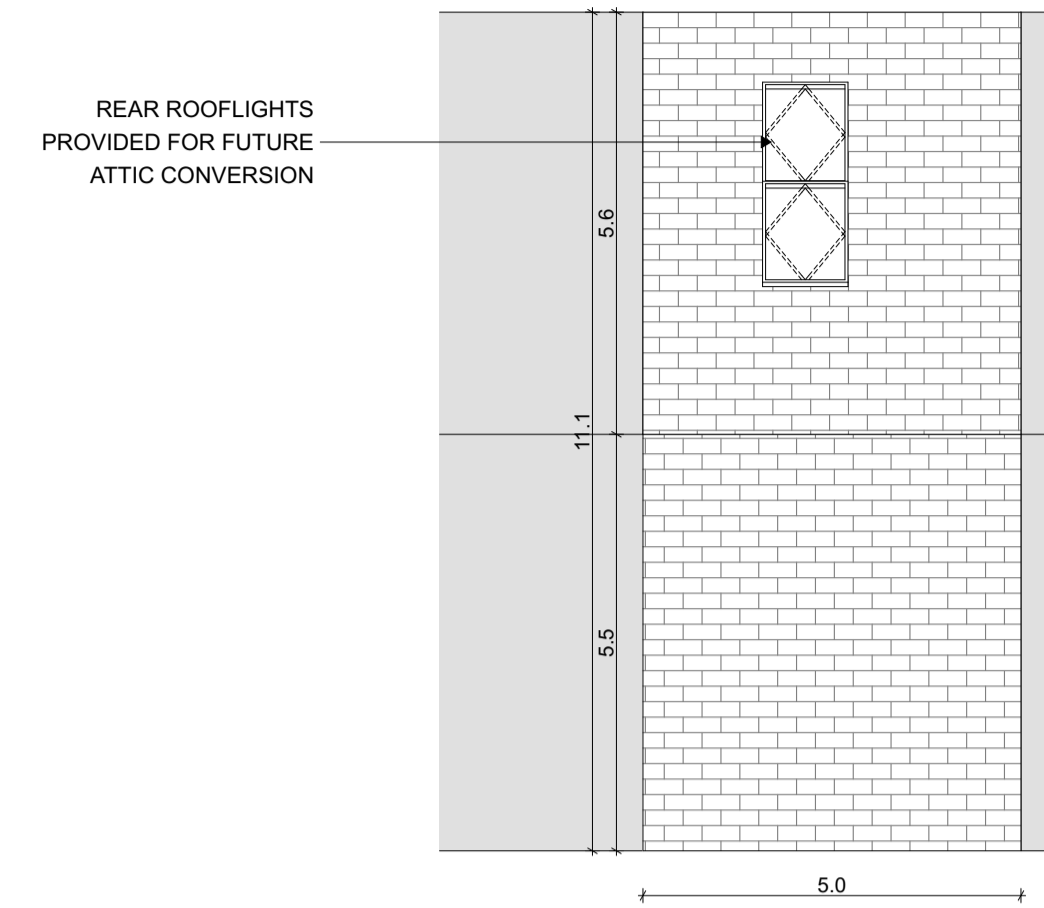 REAR ROOFLIGHTS
PROVIDED FOR FUTURE
ATTIC CONVERSION
5.6
11.1
5.5
5.0